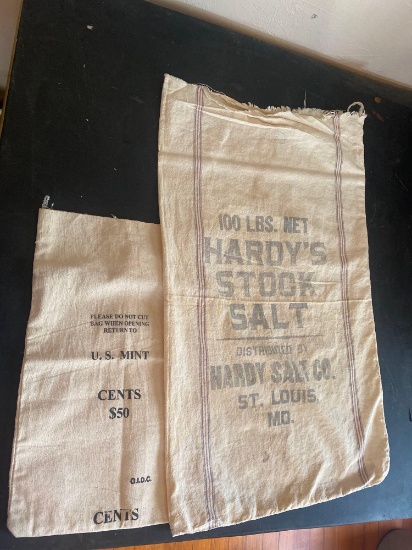 PLEASE DO NOT CUT
BAG WHEN OPENING
RETURN TO
U. S. MINT
CENTS
$50
O.I.D.C.
CENTS
100 LBS. NET
HARDY'S
STOCK
SALT
DISTRIBUTED BY
HARDY SALT CO.
ST. LOUIS,
MO.